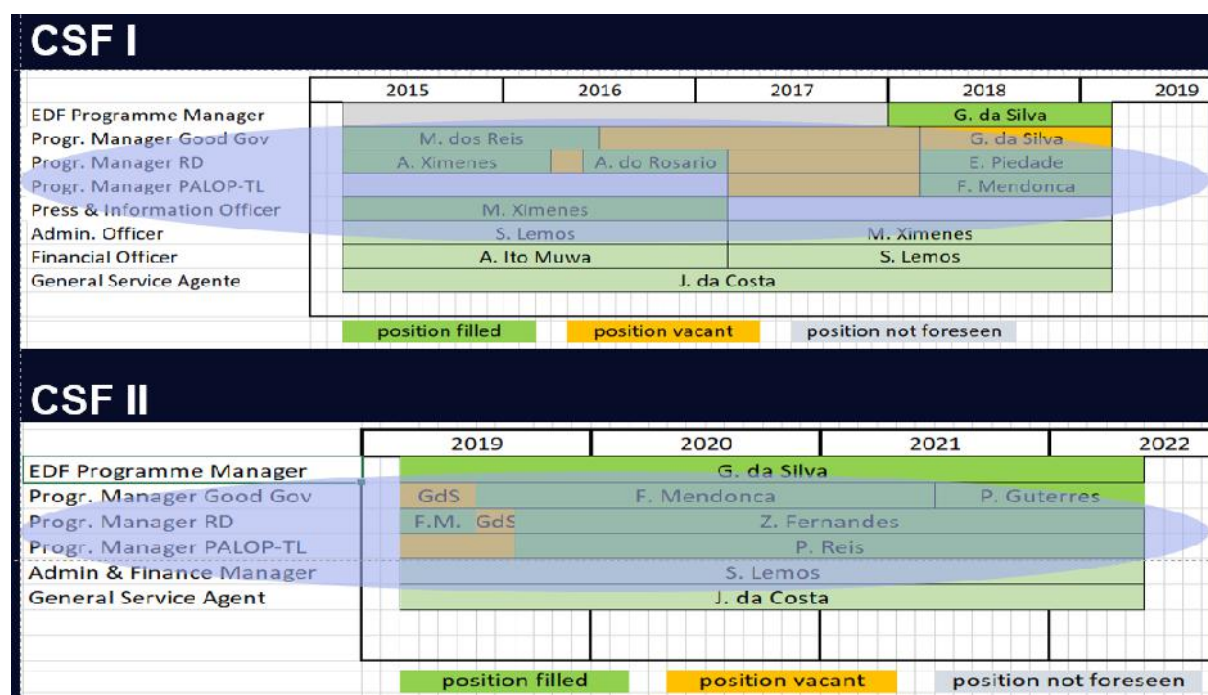 CSF I
2015 2016 2017 2018 2019
EDF Programme Manager G. da Silva
Progr. Manager Good Gov M. dos Reis G. da Silva
Progr. Manager RD A. Ximenes A. do Rosario E. Piedade
Progr. Manager PALOP-TL F. Mendonca
Press & Information Officer M. Ximenes
Admin. Officer S. Lemos M. Ximenes
Financial Officer A. Ito Muwa S. Lemos
General Service Agente J. da Costa
position filled position vacant position not foreseen
CSF II
2019 2020 2021 2022
EDF Programme Manager G. da Silva
Progr. Manager Good Gov GdS F. Mendonca P. Guterres
Progr. Manager RD F.M. GdS Z. Fernandes
Progr. Manager PALOP-TL P. Reis
Admin & Finance Manager S. Lemos
General Service Agent J. da Costa
position filled position vacant position not foreseen